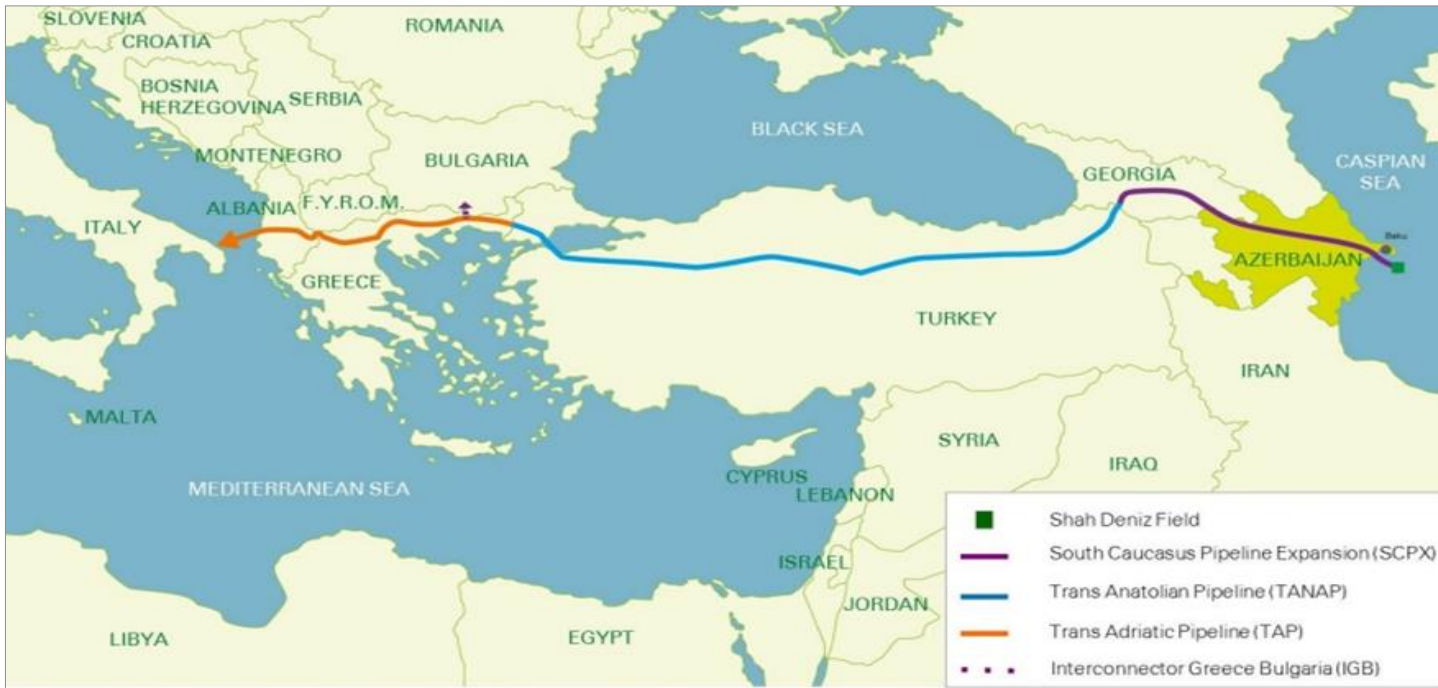 SLOVENIA
CROATIA
ROMANIA
BOSNIA
HERZEGOVINA
SERBIA
BLACK SEA
MONTENEGRO
BULGARIA
GEORGIA
CASPIAN
SEA
ALBANIA
F.Y.R.O.M.
ITALY
Baku
AZERBAIJAN
GREECE
TURKEY
IRAN
MALTA
SYRIA
IRAQ
CYPRUS
LEBANON
MEDITERRANEAN SEA
ISRAEL
JORDAN
LIBYA
EGYPT
Shah Deniz Field
South Caucasus Pipeline Expansion (SCPX)
Trans Anatolian Pipeline (TANAP)
Trans Adriatic Pipeline (TAP)
Interconnector Greece Bulgaria (IGB)